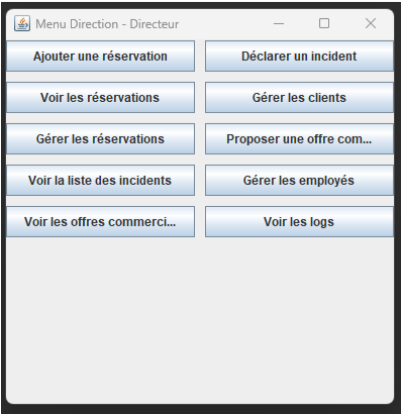 Menu Direction - Directeur
Ajouter une réservation
Déclarer un incident
Voir les réservations
Gérer les clients
Gérer les réservations
Proposer une offre com...
Voir la liste des incidents
Gérer les employés
Voir les offres commerci...
Voir les logs